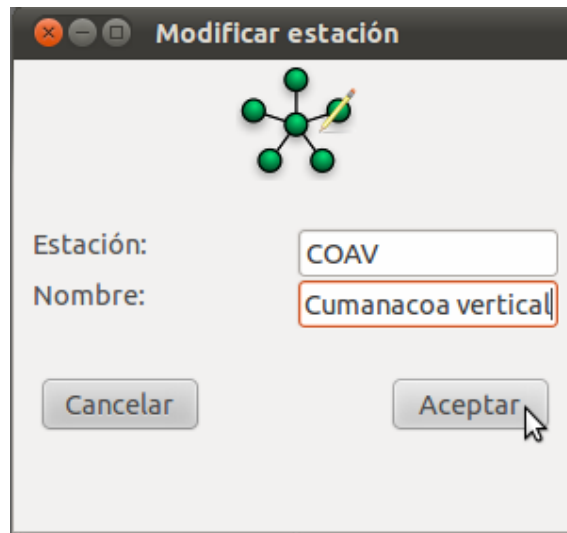 Modificar estación
Estación: COAV
Nombre: Cumanacoa vertical
Cancelar Aceptar